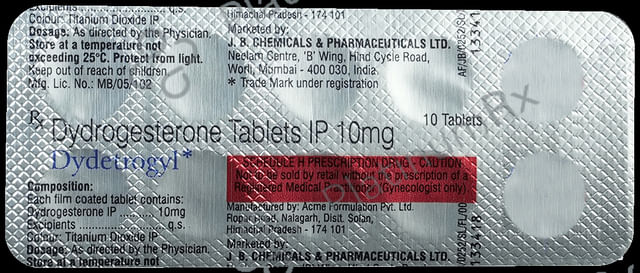 Excipients ................... q.s.
Colour: Titanium Dioxide IP
Dosage: As directed by the Physician.
Store at a temperature not
exceeding 25°C. Protect from light.
Keep out of reach of children.
Mfg. Lic. No.: MB/05/132
Himachal Pradesh - 174 101
Marketed by:
J. B. CHEMICALS & PHARMACEUTICALS LTD.
Neelam Centre, 'B' Wing, Hind Cycle Road,
Worli, Mumbai - 400 030, India.
* Trade Mark under registration
13341
Rx Dydrogesterone Tablets IP 10mg
10 Tablets
Dydetrogyl*
SCHEDULE H PRESCRIPTION DRUG - CAUTION
Not to be sold by retail without the prescription of a
Registered Medical Practitioner (Gynecologist only)
Composition:
Each film coated tablet contains:
Dydrogesterone IP ......... 10mg
Excipients ................... q.s.
Colour: Titanium Dioxide IP
Dosage: As directed by the Physician.
Store at a temperature not
Manufactured by: Acme Formulation Pvt. Ltd.
Ropar Road, Nalagarh, Distt. Solan,
Himachal Pradesh - 174 101
Marketed by:
J. B. CHEMICALS & PHARMACEUTICALS LTD.
133418